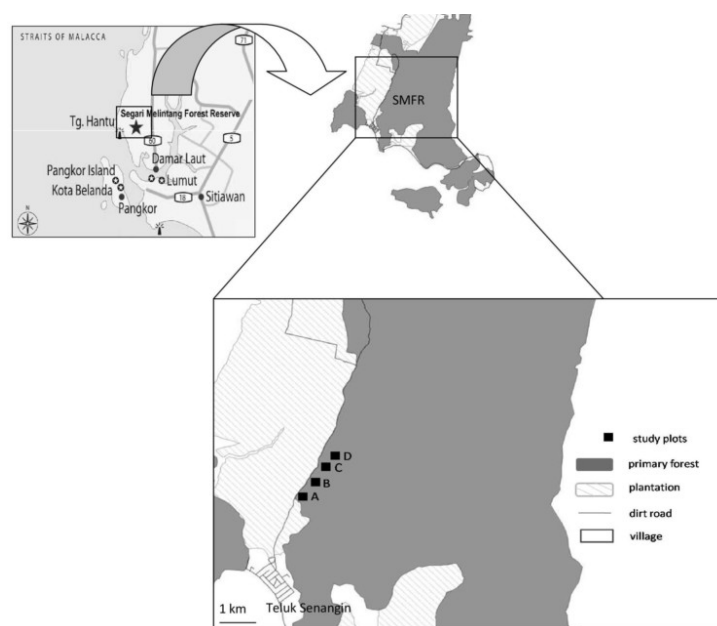 STRAITS OF MALACCA
73
Segari Melintang Forest Reserve
Tg. Hantu
60
5
Damar Laut
Pangkor Island
Lumut
Kota Belanda
18
Sitiawan
Pangkor
N
SMFR
D
C
B
A
study plots
primary forest
plantation
dirt road
village
Teluk Senangin
1 km